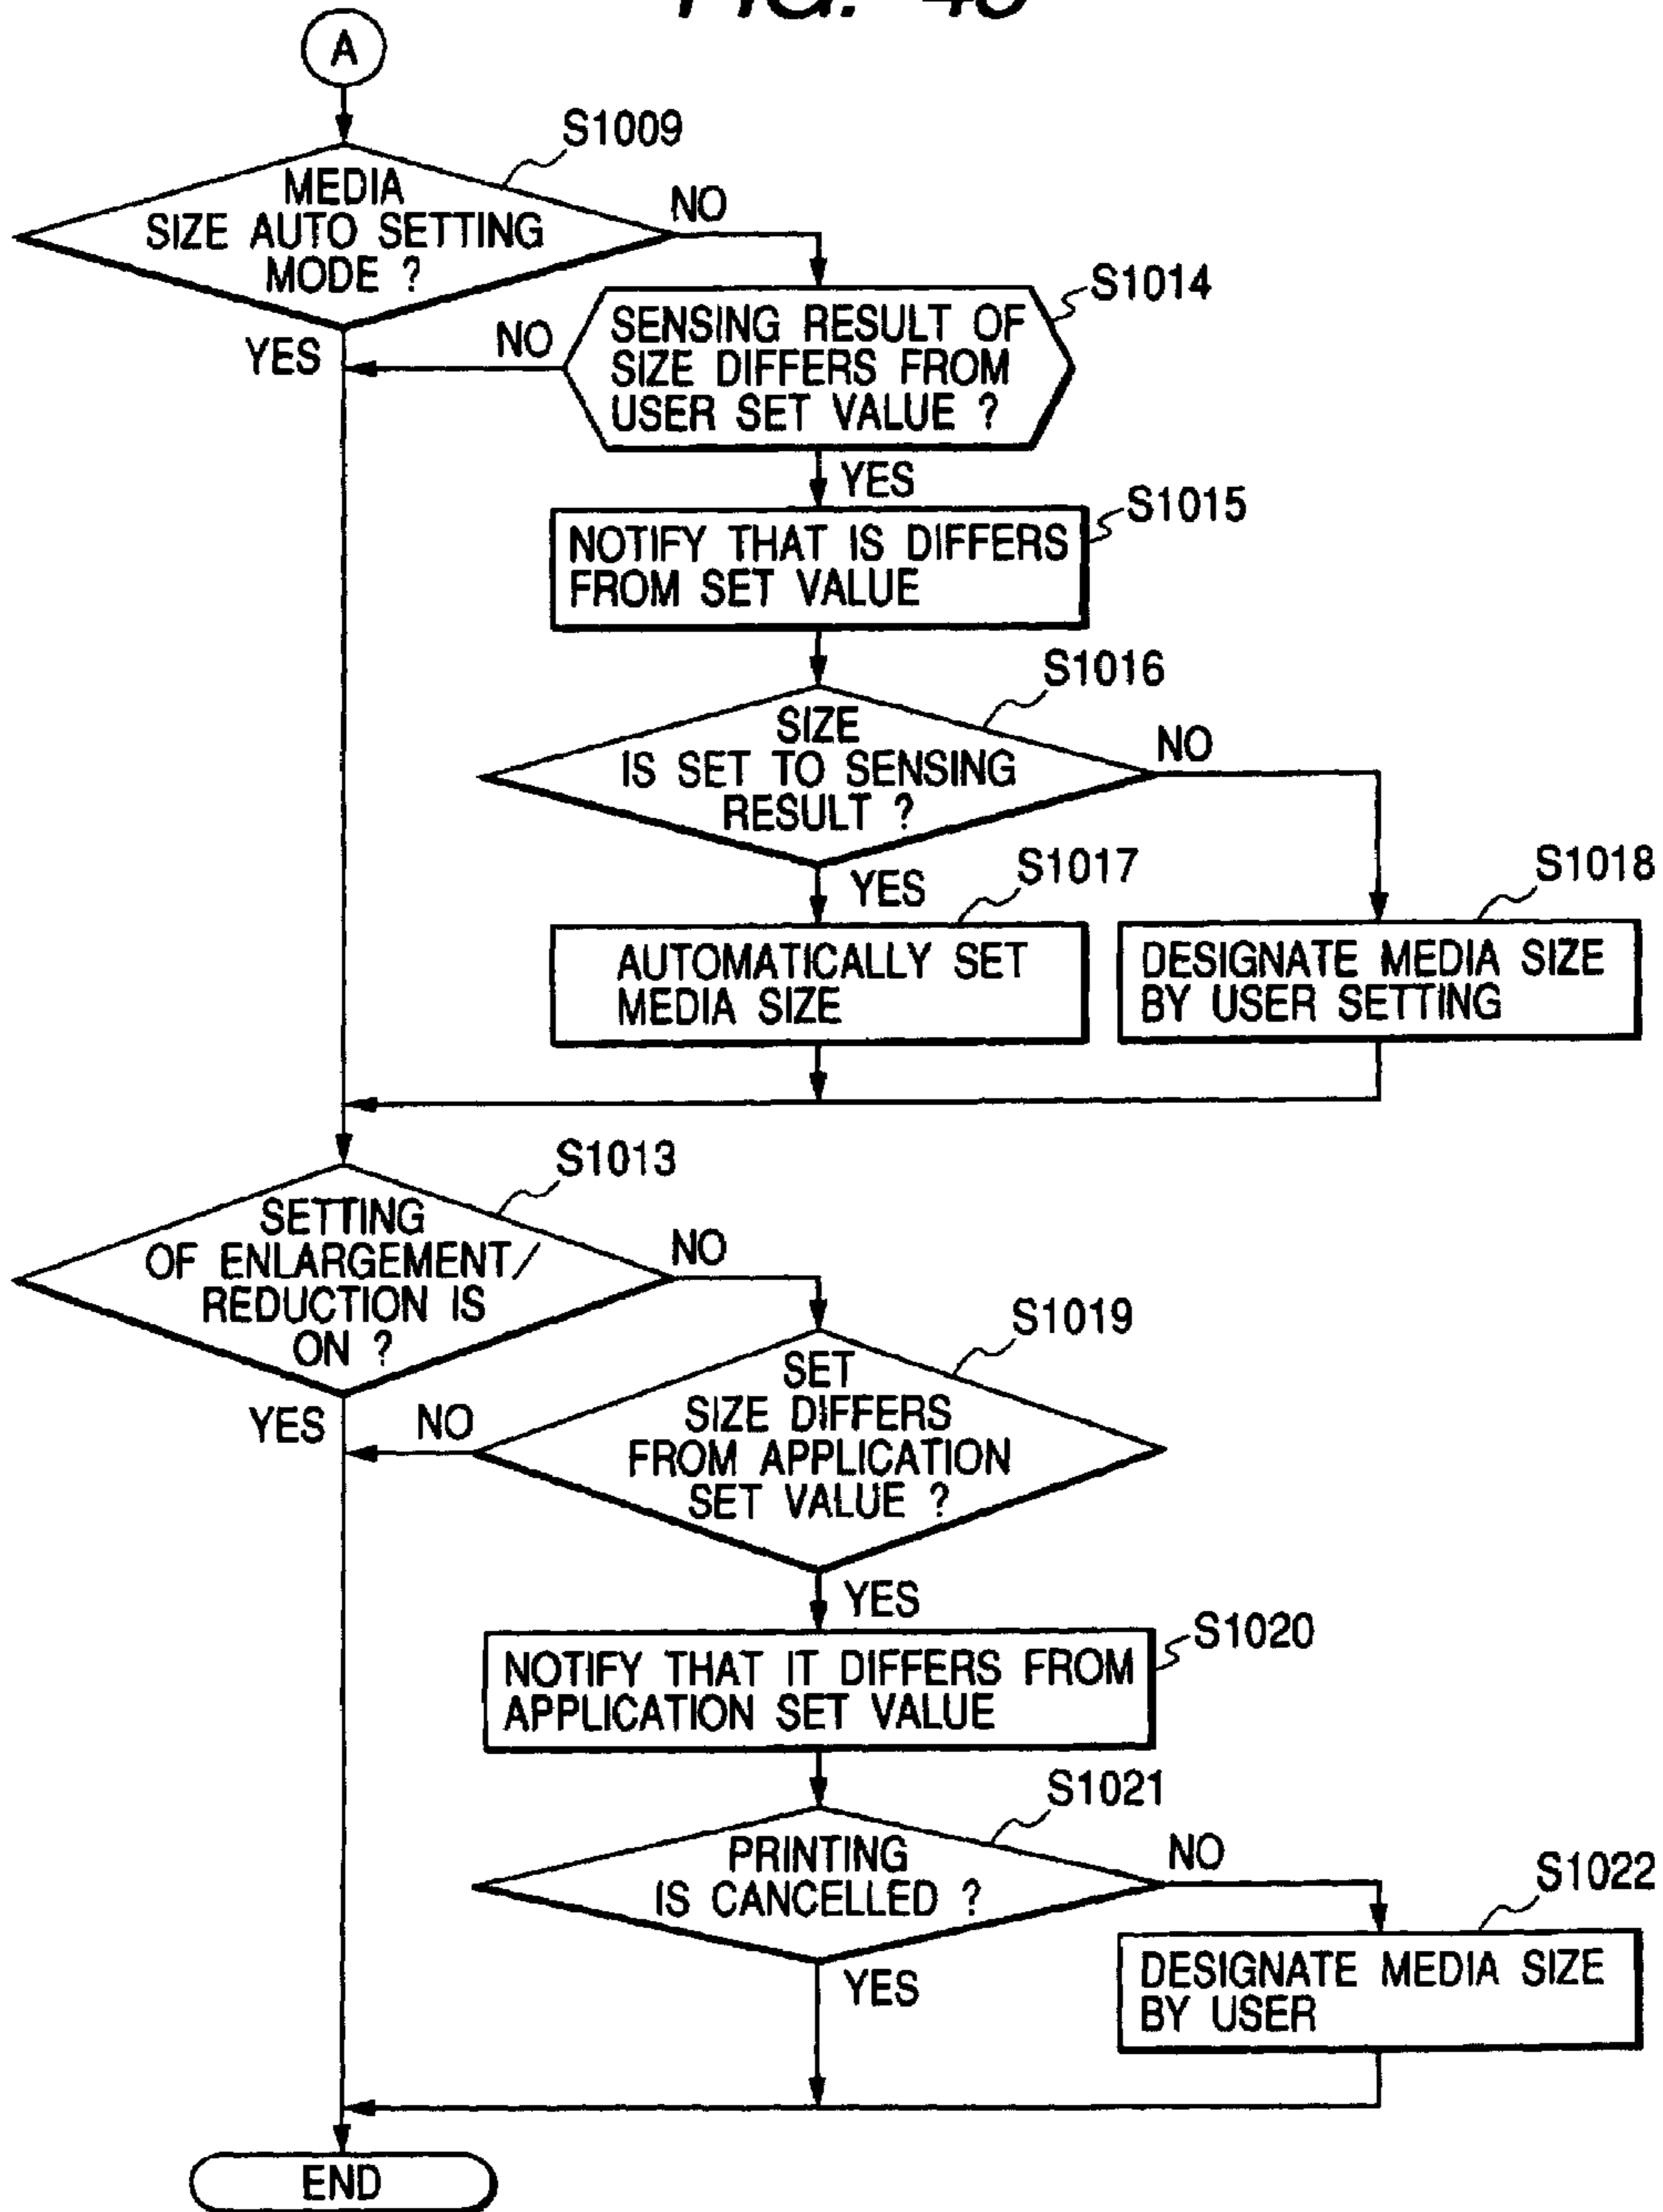 A
S1009
MEDIA
SIZE AUTO SETTING
MODE ?
NO
YES
S1014
SENSING RESULT OF
SIZE DIFFERS FROM
USER SET VALUE ?
NO
YES
S1015
NOTIFY THAT IS DIFFERS
FROM SET VALUE
S1016
SIZE
IS SET TO SENSING
RESULT ?
NO
YES
S1017
AUTOMATICALLY SET
MEDIA SIZE
S1018
DESIGNATE MEDIA SIZE
BY USER SETTING
S1013
SETTING
OF ENLARGEMENT/
REDUCTION IS
ON ?
NO
YES
S1019
SET
SIZE DIFFERS
FROM APPLICATION
SET VALUE ?
NO
YES
S1020
NOTIFY THAT IT DIFFERS FROM
APPLICATION SET VALUE
S1021
PRINTING
IS CANCELLED ?
NO
YES
S1022
DESIGNATE MEDIA SIZE
BY USER
END